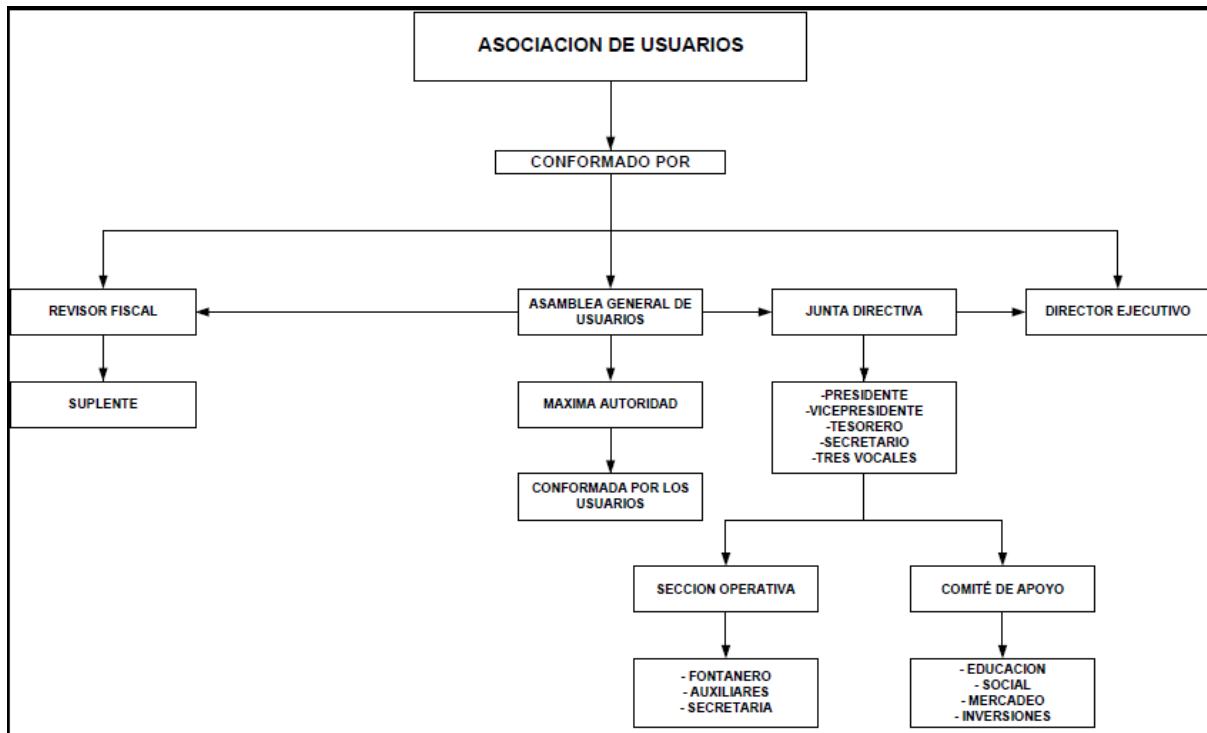 ASOCIACION DE USUARIOS
CONFORMADO POR
REVISOR FISCAL
ASAMBLEA GENERAL DE
USUARIOS
JUNTA DIRECTIVA
DIRECTOR EJECUTIVO
SUPLENTE
MAXIMA AUTORIDAD
-PRESIDENTE
-VICEPRESIDENTE
-TESORERO
-SECRETARIO
-TRES VOCALES
CONFORMADA POR LOS
USUARIOS
SECCION OPERATIVA
COMITÉ DE APOYO
- FONTANERO
- AUXILIARES
- SECRETARIA
- EDUCACION
- SOCIAL
- MERCADEO
- INVERSIONES